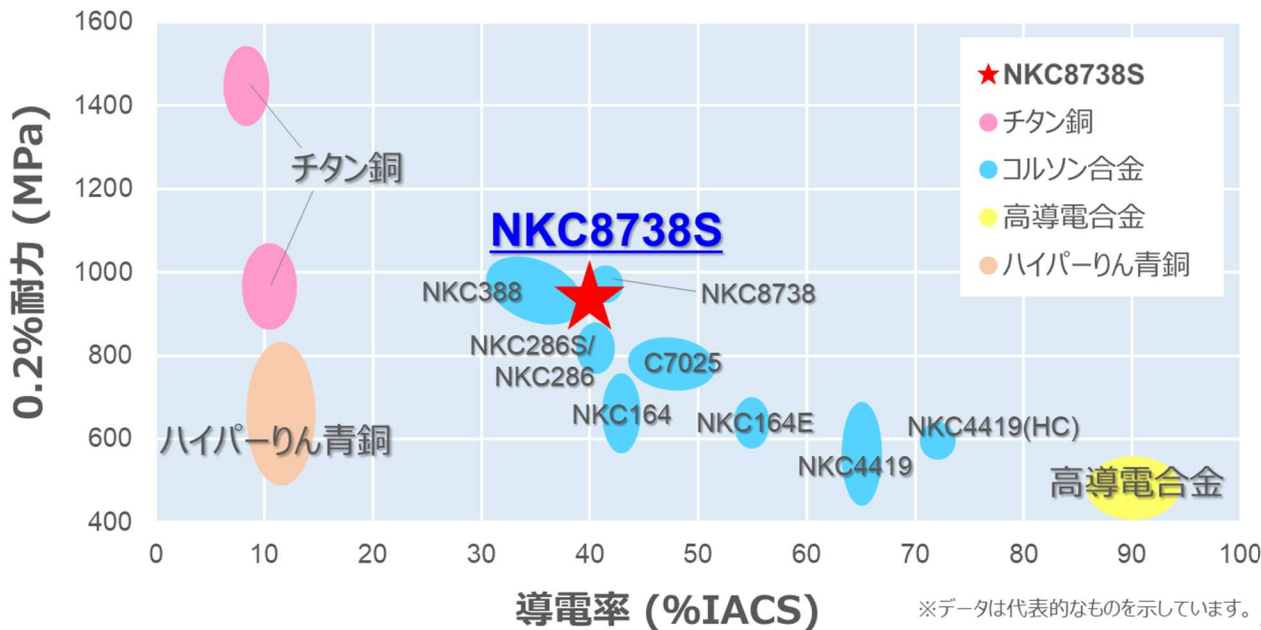 0.2%耐力 (MPa)
1600
1400
1200
1000
800
600
400
0
10
20
30
40
50
60
70
80
90
100
導電率 (%IACS)
※データは代表的なものを示しています。
NKC8738S
チタン銅
コルソン合金
高導電合金
ハイパーりん青銅
チタン銅
NKC8738S
NKC388
NKC8738
NKC286S/
NKC286
C7025
NKC164
NKC164E
NKC4419
NKC4419(HC)
ハイパーりん青銅
高導電合金